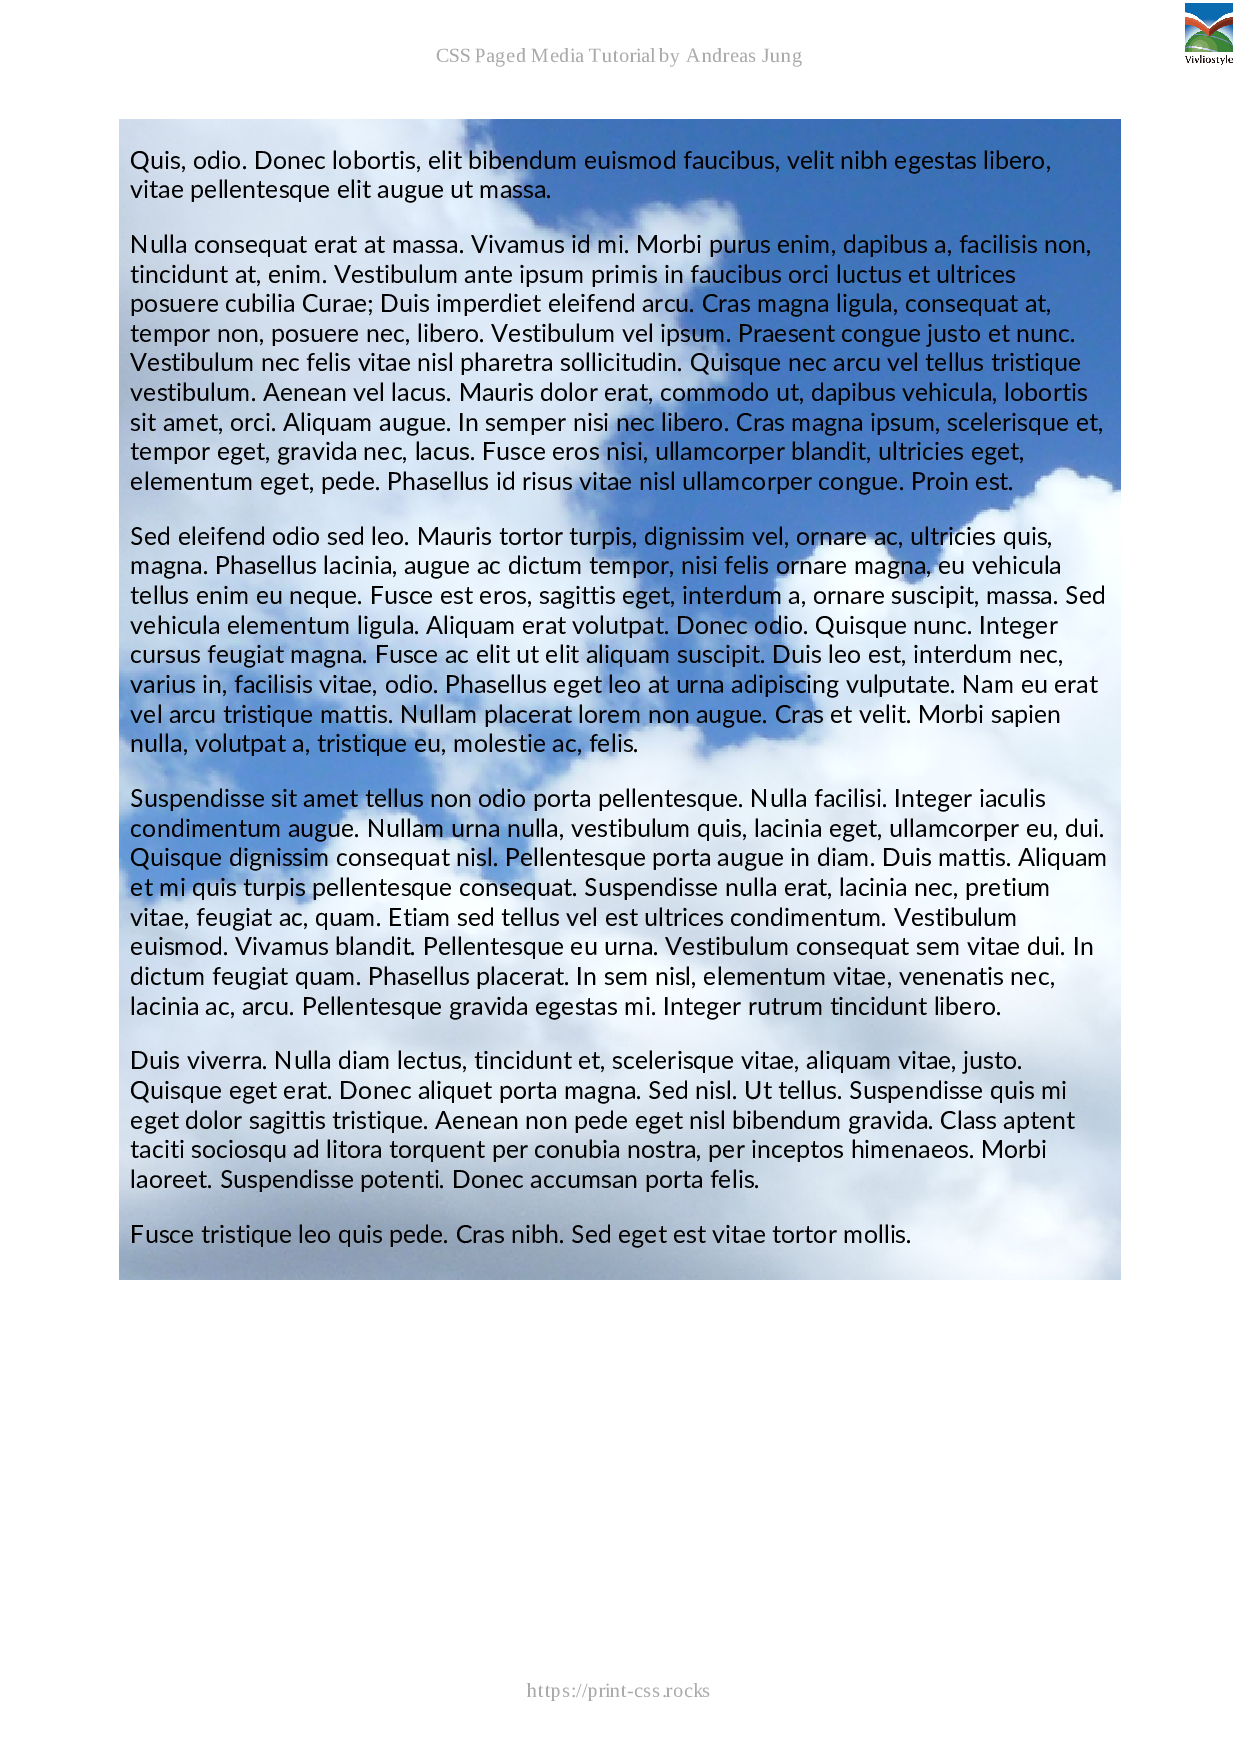 CSS Paged Media Tutorial by Andreas Jung
Vivliostyle
Quis, odio. Donec lobortis, elit bibendum euismod faucibus, velit nibh egestas libero,
vitae pellentesque elit augue ut massa.
Nulla consequat erat at massa. Vivamus id mi. Morbi purus enim, dapibus a, facilisis non,
tincidunt at, enim. Vestibulum ante ipsum primis in faucibus orci luctus et ultrices
posuere cubilia Curae; Duis imperdiet eleifend arcu. Cras magna ligula, consequat at,
tempor non, posuere nec, libero. Vestibulum vel ipsum. Praesent congue justo et nunc.
Vestibulum nec felis vitae nisl pharetra sollicitudin. Quisque nec arcu vel tellus tristique
vestibulum. Aenean vel lacus. Mauris dolor erat, commodo ut, dapibus vehicula, lobortis
sit amet, orci. Aliquam augue. In semper nisi nec libero. Cras magna ipsum, scelerisque et,
tempor eget, gravida nec, lacus. Fusce eros nisi, ullamcorper blandit, ultricies eget,
elementum eget, pede. Phasellus id risus vitae nisl ullamcorper congue. Proin est.
Sed eleifend odio sed leo. Mauris tortor turpis, dignissim vel, ornare ac, ultricies quis,
magna. Phasellus lacinia, augue ac dictum tempor, nisi felis ornare magna, eu vehicula
tellus enim eu neque. Fusce est eros, sagittis eget, interdum a, ornare suscipit, massa. Sed
vehicula elementum ligula. Aliquam erat volutpat. Donec odio. Quisque nunc. Integer
cursus feugiat magna. Fusce ac elit ut elit aliquam suscipit. Duis leo est, interdum nec,
varius in, facilisis vitae, odio. Phasellus eget leo at urna adipiscing vulputate. Nam eu erat
vel arcu tristique mattis. Nullam placerat lorem non augue. Cras et velit. Morbi sapien
nulla, volutpat a, tristique eu, molestie ac, felis.
Suspendisse sit amet tellus non odio porta pellentesque. Nulla facilisi. Integer iaculis
condimentum augue. Nullam urna nulla, vestibulum quis, lacinia eget, ullamcorper eu, dui.
Quisque dignissim consequat nisl. Pellentesque porta augue in diam. Duis mattis. Aliquam
et mi quis turpis pellentesque consequat. Suspendisse nulla erat, lacinia nec, pretium
vitae, feugiat ac, quam. Etiam sed tellus vel est ultrices condimentum. Vestibulum
euismod. Vivamus blandit. Pellentesque eu urna. Vestibulum consequat sem vitae dui. In
dictum feugiat quam. Phasellus placerat. In sem nisl, elementum vitae, venenatis nec,
lacinia ac, arcu. Pellentesque gravida egestas mi. Integer rutrum tincidunt libero.
Duis viverra. Nulla diam lectus, tincidunt et, scelerisque vitae, aliquam vitae, justo.
Quisque eget erat. Donec aliquet porta magna. Sed nisl. Ut tellus. Suspendisse quis mi
eget dolor sagittis tristique. Aenean non pede eget nisl bibendum gravida. Class aptent
taciti sociosqu ad litora torquent per conubia nostra, per inceptos himenaeos. Morbi
laoreet. Suspendisse potenti. Donec accumsan porta felis.
Fusce tristique leo quis pede. Cras nibh. Sed eget est vitae tortor mollis.
https://print-css.rocks